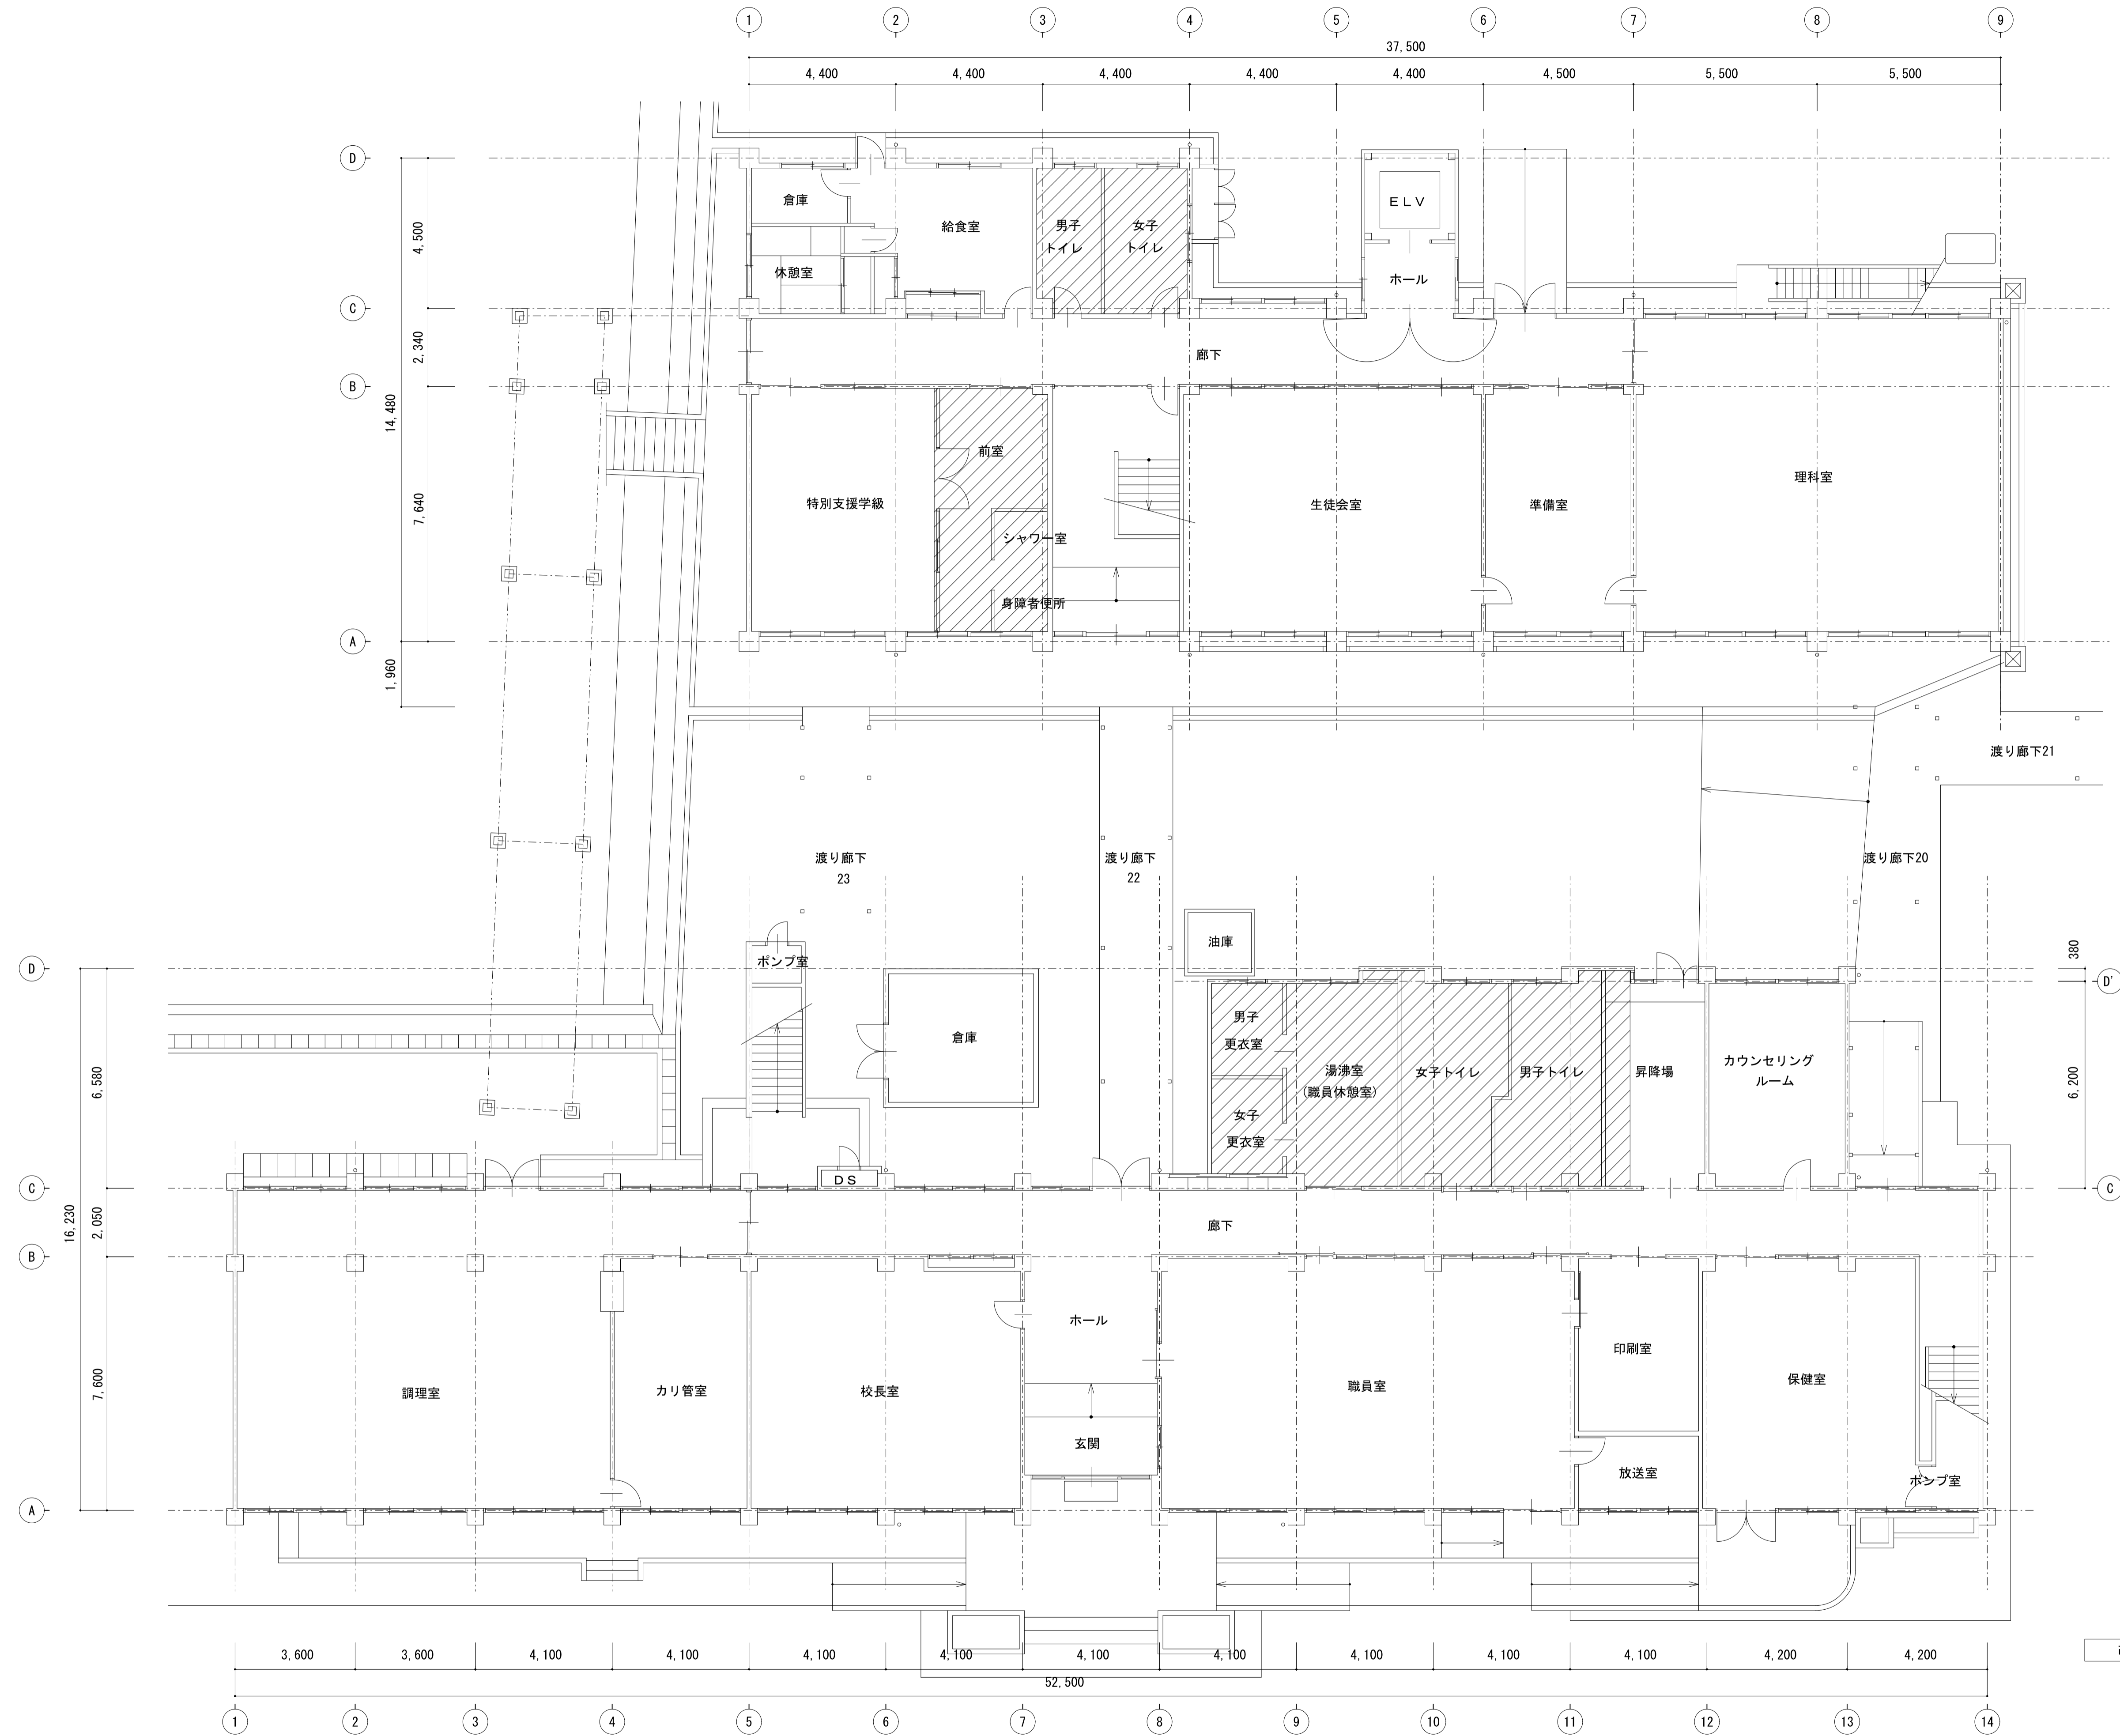 1 2 3 4 5 6 7 8 9
37,500
4,400 4,400 4,400 4,400 4,400 4,500 5,500 5,500
D
倉庫
給食室
男子
トイレ
女子
トイレ
ELV
4,500
休憩室
ホール
C
2,340
廊下
B
14,480
7,640
前室
特別支援学級
生徒会室
準備室
理科室
シャワー室
身障者便所
A
1,960
渡り廊下21
渡り廊下
23
渡り廊下
22
渡り廊下20
油庫
380
D
ポンプ室
D'
倉庫
男子
更衣室
湯沸室
(職員休憩室)
女子トイレ
男子トイレ
昇降場
カウンセリング
ルーム
6,580
6,200
女子
更衣室
DS
C
C
16,230
2,050
廊下
B
ホール
印刷室
7,600
調理室
カリ管室
校長室
職員室
保健室
玄関
放送室
ポンプ室
A
3,600 3,600 4,100 4,100 4,100 4,100 4,100 4,100 4,100 4,100 4,100 4,200 4,200
52,500
1 2 3 4 5 6 7 8 9 10 11 12 13 14